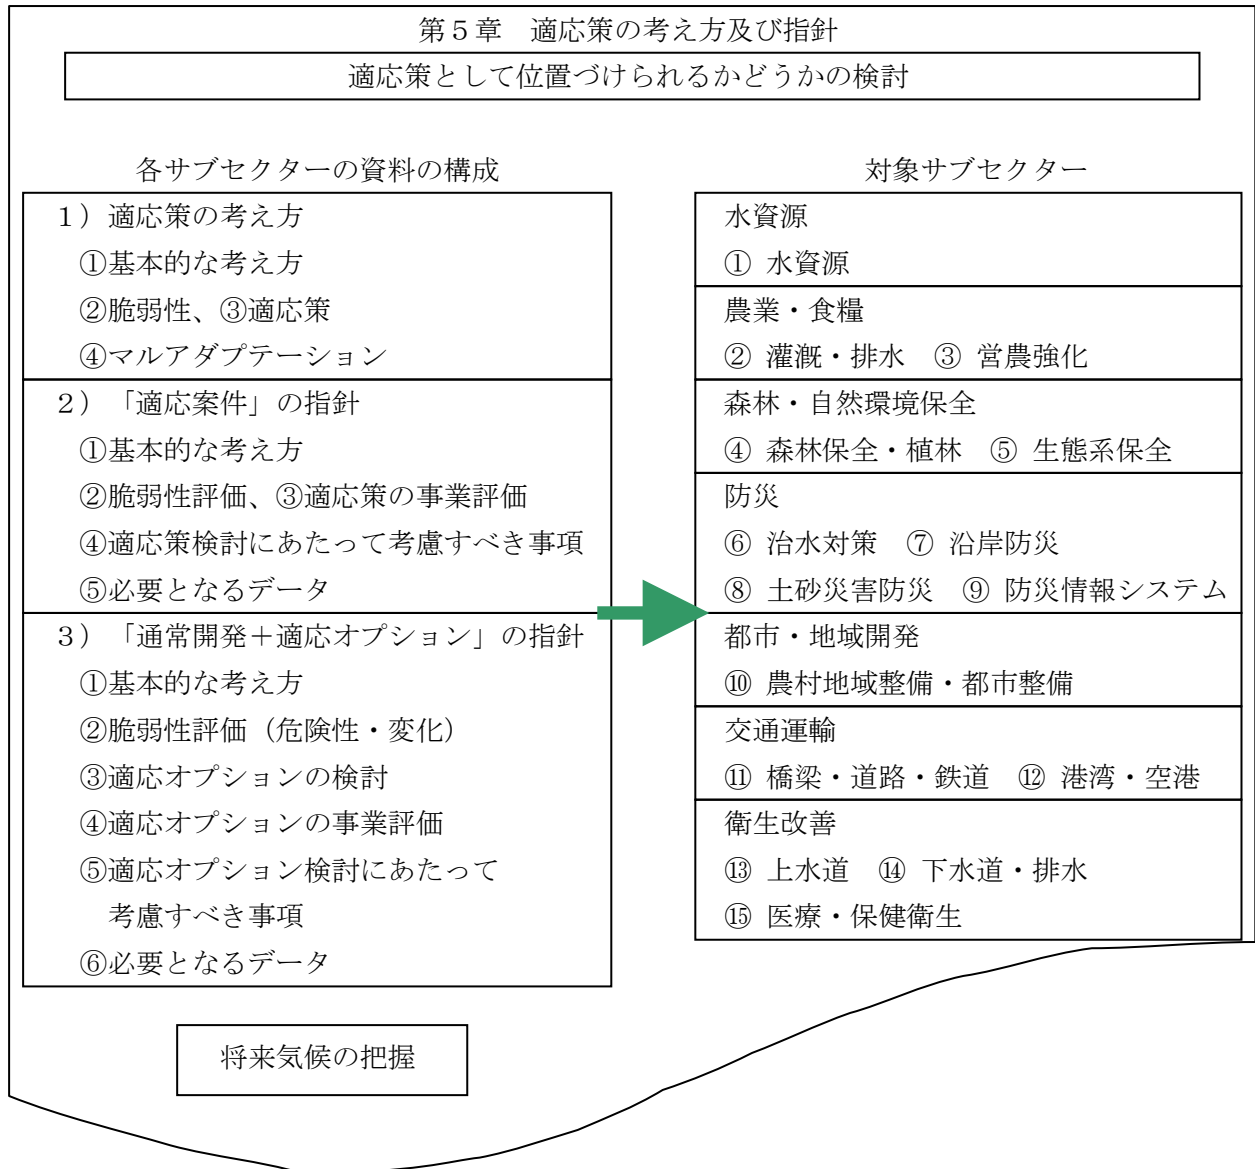 第5章 適応策の考え方及び指針
適応策として位置づけられるかどうかの検討
各サブセクターの資料の構成
1）適応策の考え方
①基本的な考え方
②脆弱性、③適応策
④マルアダプテーション
2）「適応案件」の指針
①基本的な考え方
②脆弱性評価、③適応策の事業評価
④適応策検討にあたって考慮すべき事項
⑤必要となるデータ
3）「通常開発＋適応オプション」の指針
①基本的な考え方
②脆弱性評価（危険性・変化）
③適応オプションの検討
④適応オプションの事業評価
⑤適応オプション検討にあたって
考慮すべき事項
⑥必要となるデータ
対象サブセクター
水資源
① 水資源
農業・食糧
② 灌漑・排水 ③ 営農強化
森林・自然環境保全
④ 森林保全・植林 ⑤ 生態系保全
防災
⑥ 治水対策 ⑦ 沿岸防災
⑧ 土砂災害防災 ⑨ 防災情報システム
都市・地域開発
⑩ 農村地域整備・都市整備
交通運輸
⑪ 橋梁・道路・鉄道 ⑫ 港湾・空港
衛生改善
⑬ 上水道 ⑭ 下水道・排水
⑮ 医療・保健衛生
将来気候の把握